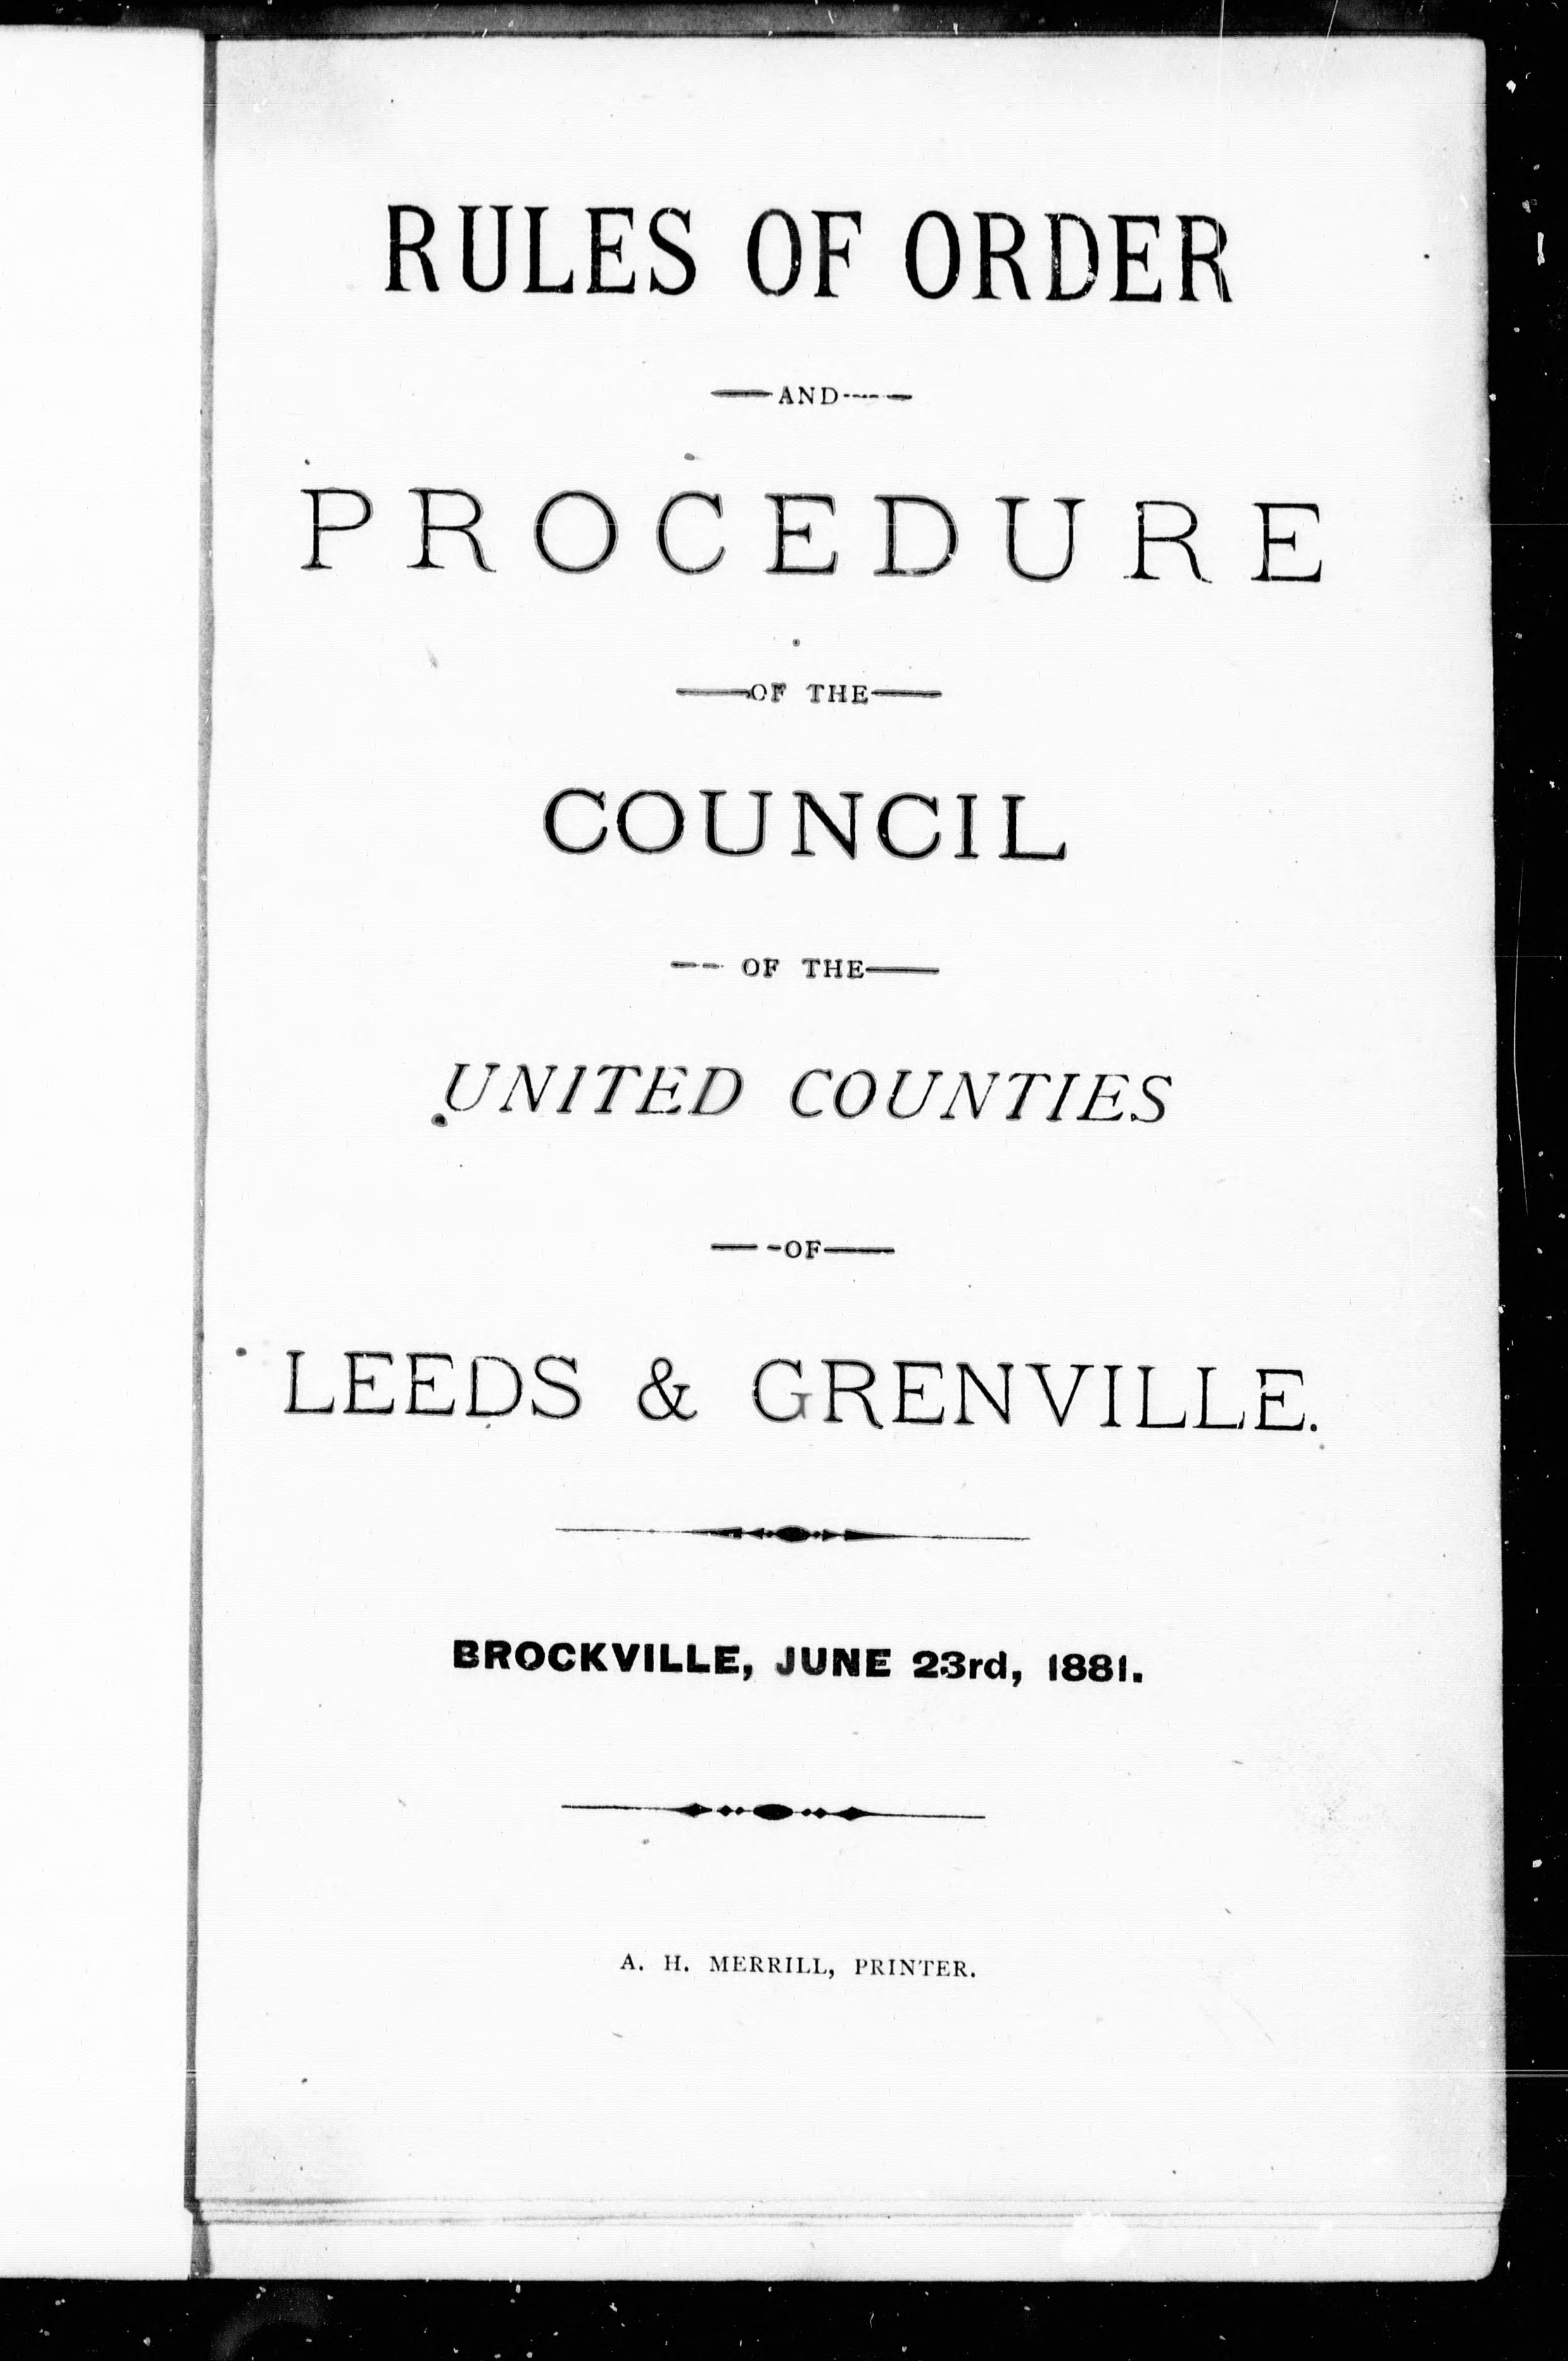 RULES OF ORDER
—AND—
PROCEDURE
—OF THE—
COUNCIL
—OF THE—
UNITED COUNTIES
—OF—
LEEDS & GRENVILLE.
BROCKVILLE, JUNE 23rd, 1881.
A. H. MERRILL, PRINTER.